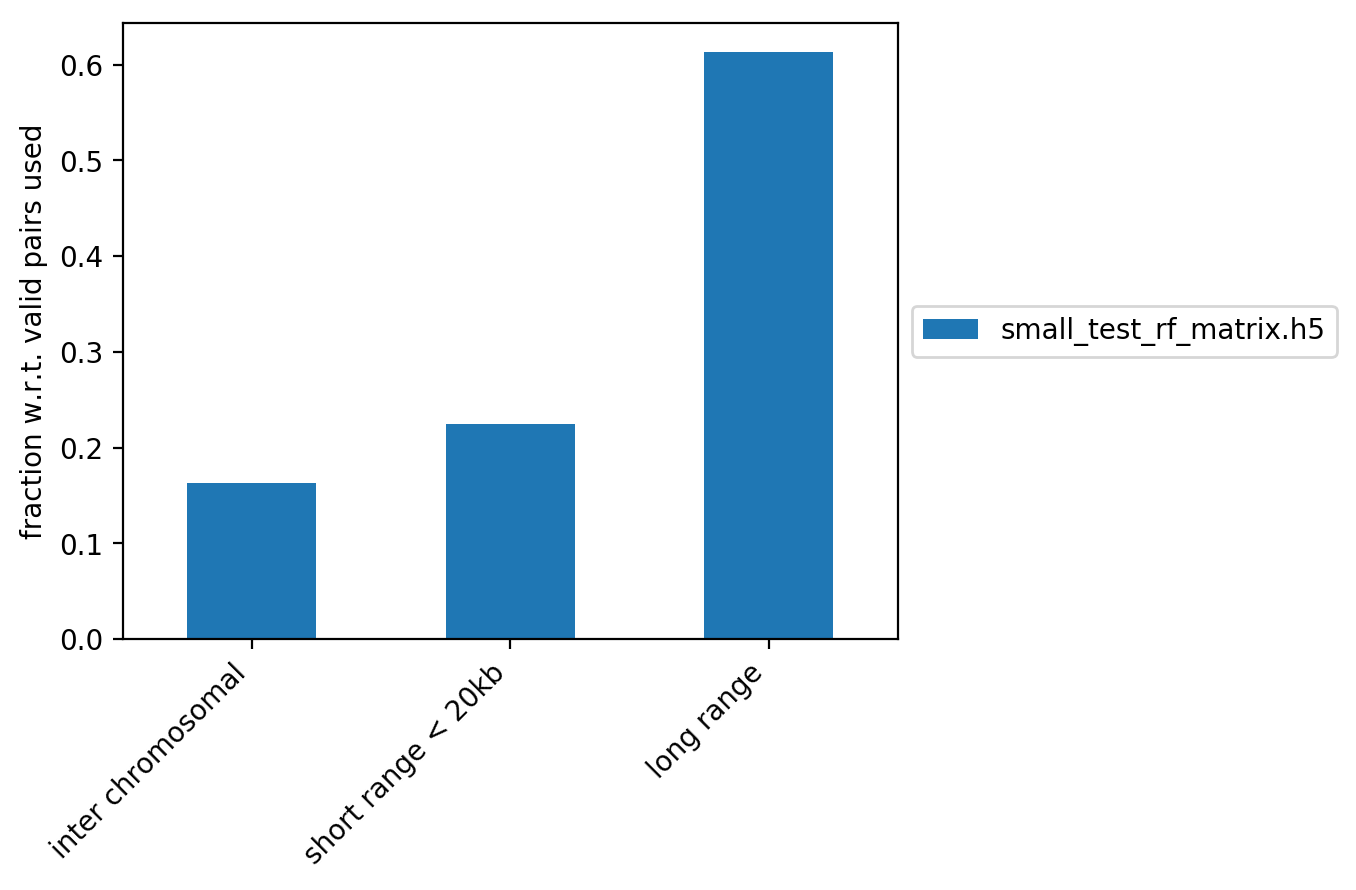 fraction w.r.t. valid pairs used
0.6
0.5
0.4
0.3
0.2
0.1
0.0
inter chromosomal
short range < 20kb
long range
small_test_rf_matrix.h5